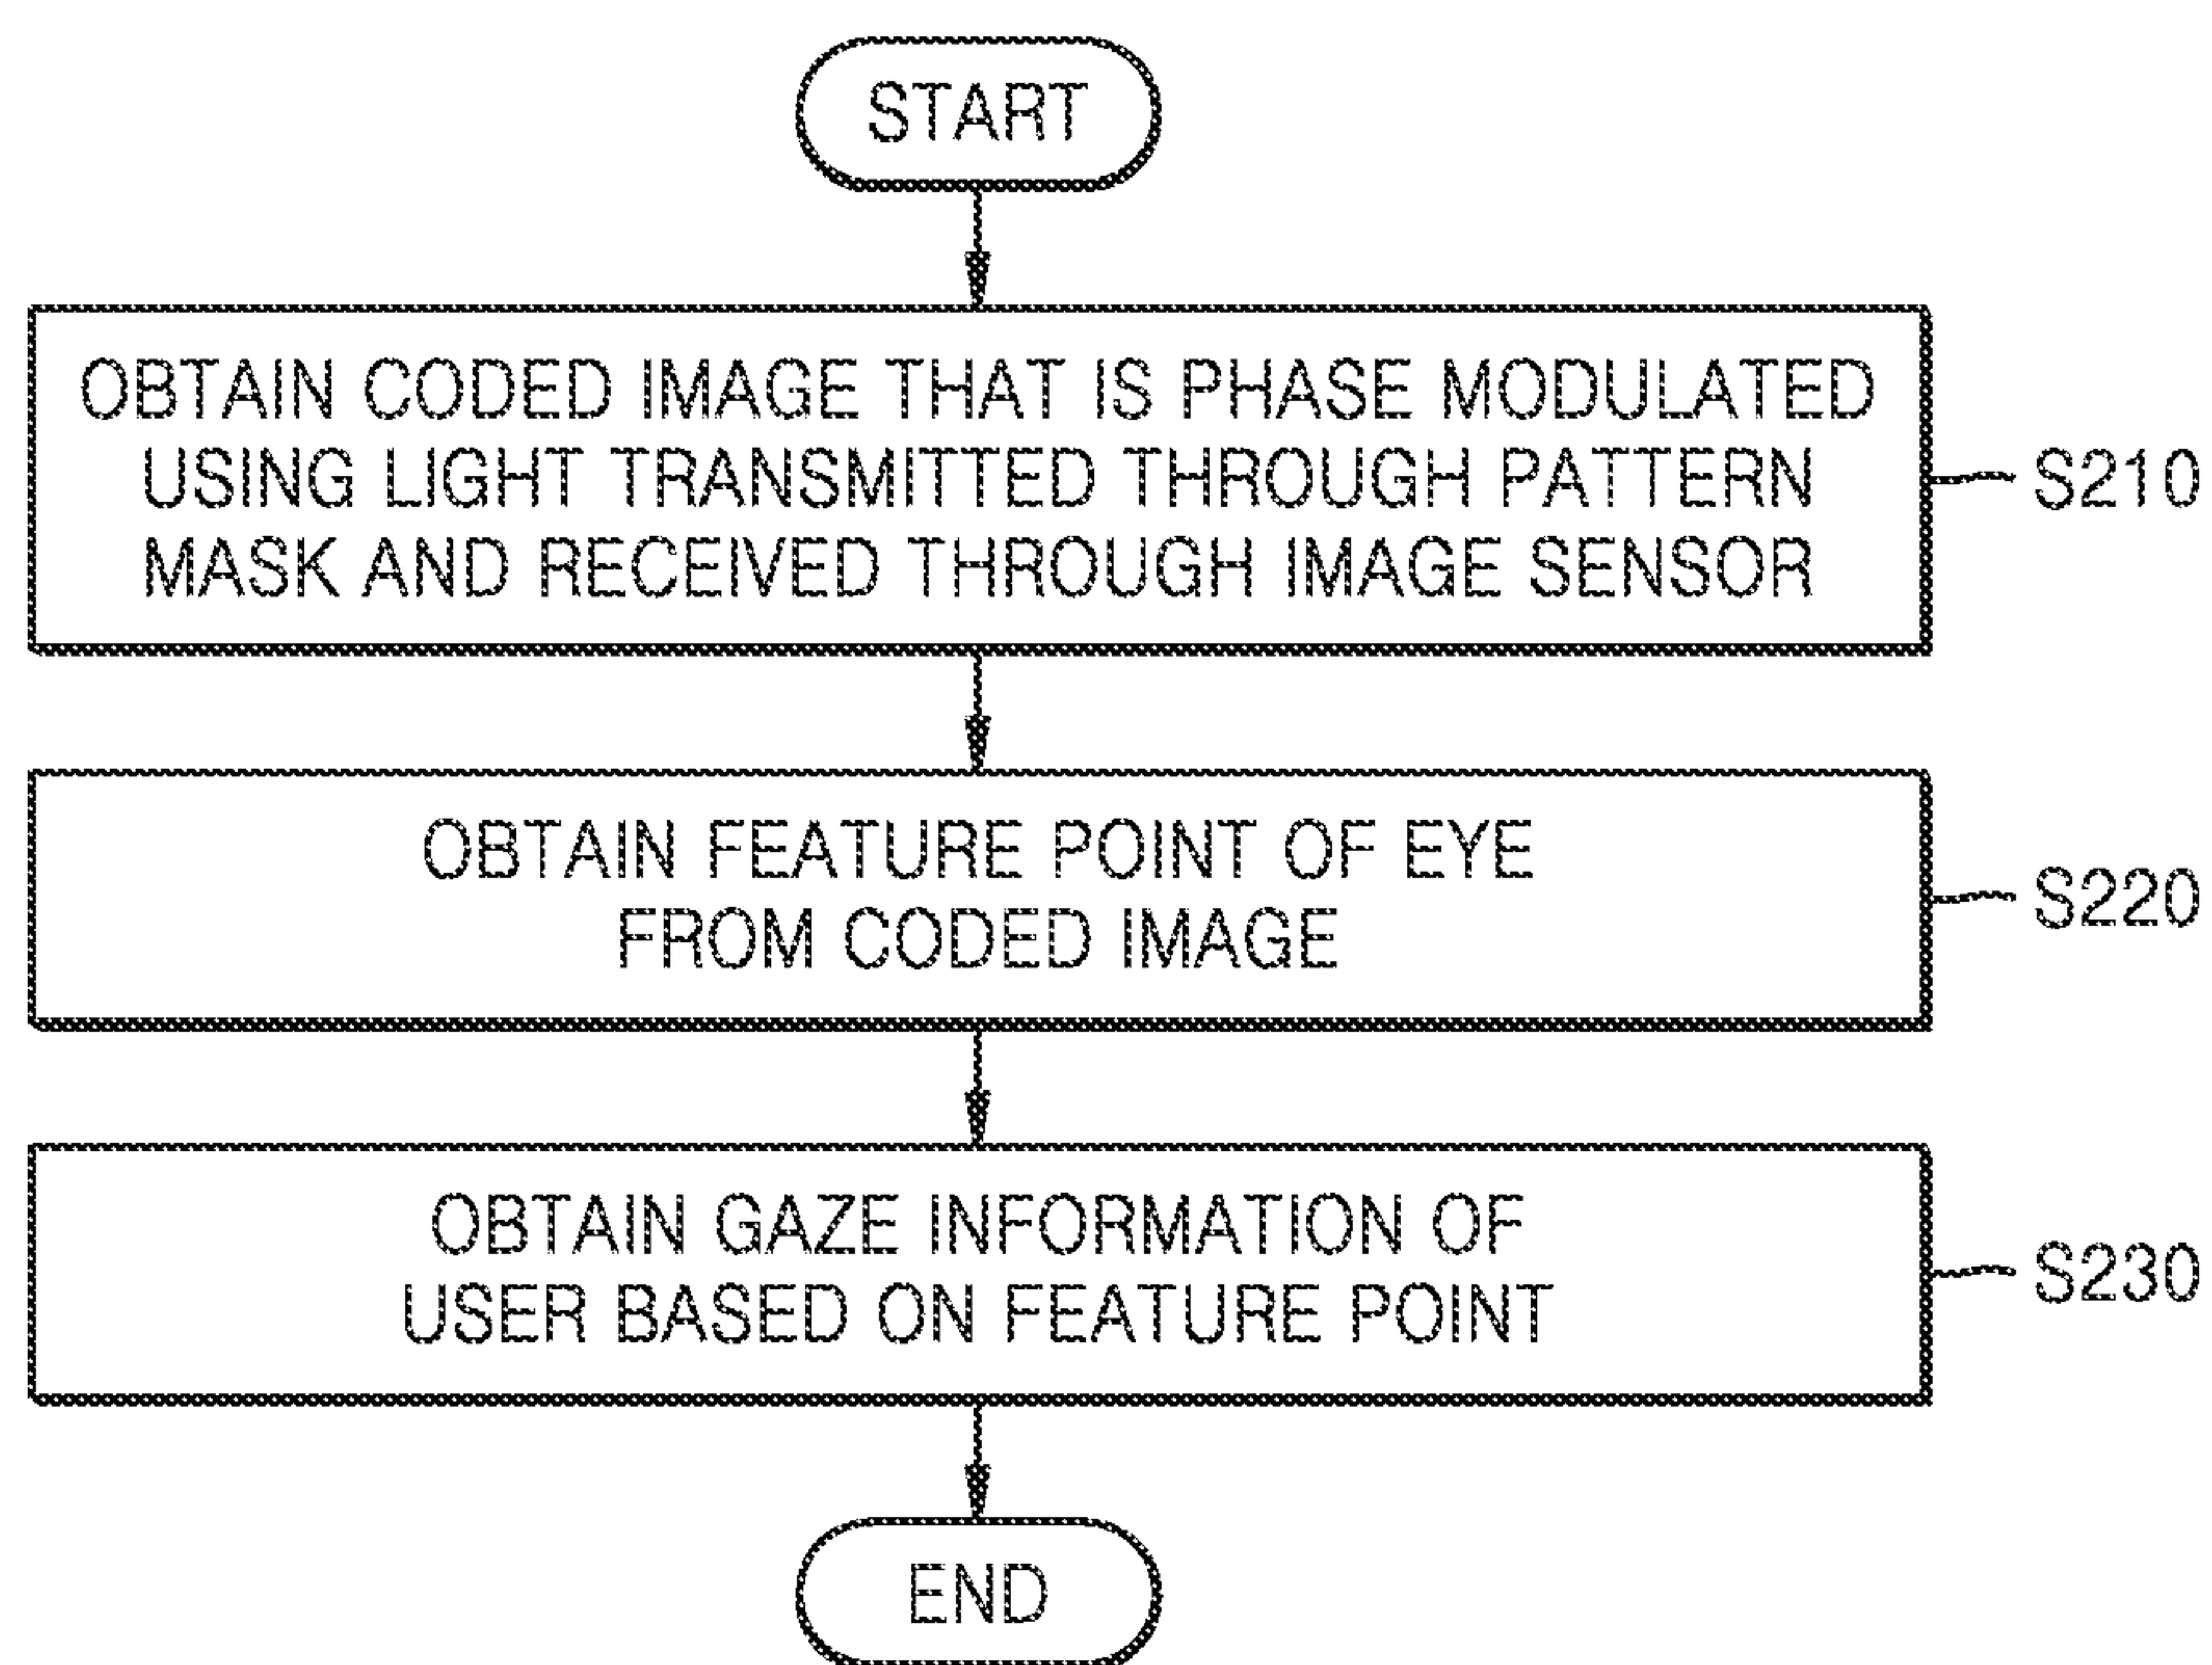 START
OBTAIN CODED IMAGE THAT IS PHASE MODULATED
USING LIGHT TRANSMITTED THROUGH PATTERN
MASK AND RECEIVED THROUGH IMAGE SENSOR
S210
OBTAIN FEATURE POINT OF EYE
FROM CODED IMAGE
S220
OBTAIN GAZE INFORMATION OF
USER BASED ON FEATURE POINT
S230
END